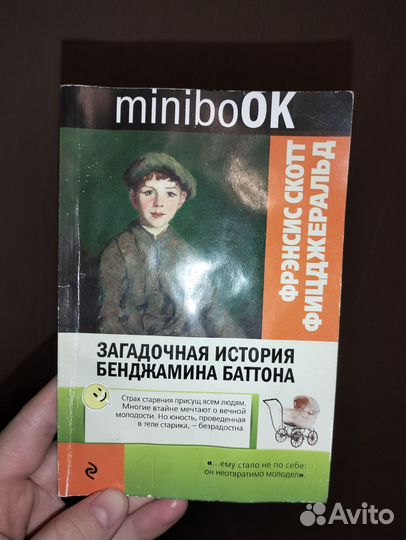 miniboOK
ФРЭНСИС СКОТТ
ФИЦДЖЕРАЛЬД
ЗАГАДОЧНАЯ ИСТОРИЯ
БЕНДЖАМИНА БАТТОНА
Страх старения присущ всем людям.
Многие втайне мечтают о вечной
молодости. Но юность, проведенная
в теле старика, – безрадостна.
«...ему стало не по себе:
он неотвратимо молодел».
Avito